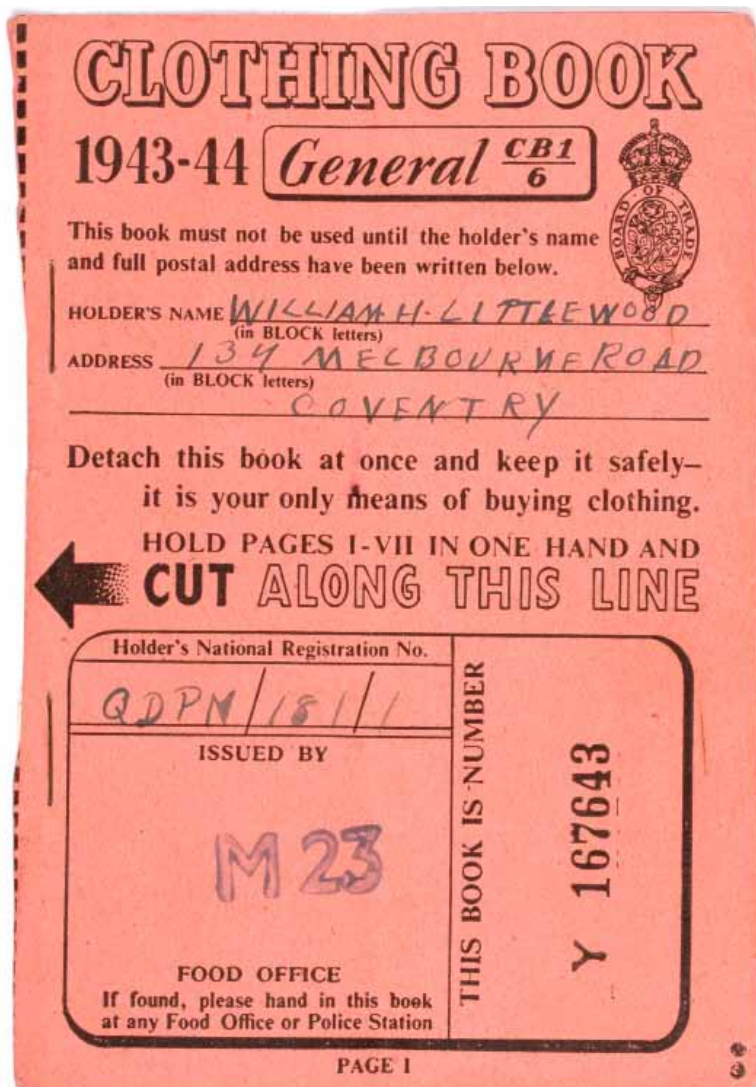 CLOTHING BOOK
1943-44 General CB1/6
BOARD · OF · TRADE
This book must not be used until the holder's name
and full postal address have been written below.
HOLDER'S NAME WILLIAM·H·LITTLEWOOD
(in BLOCK letters)
ADDRESS 134 MELBOURNE ROAD
(in BLOCK letters)
COVENTRY
Detach this book at once and keep it safely–
it is your only means of buying clothing.
HOLD PAGES I-VII IN ONE HAND AND
CUT ALONG THIS LINE
Holder's National Registration No.
QDPN/181/1
ISSUED BY
M 23
FOOD OFFICE
If found, please hand in this book
at any Food Office or Police Station
THIS BOOK IS NUMBER
Y 167643
PAGE I